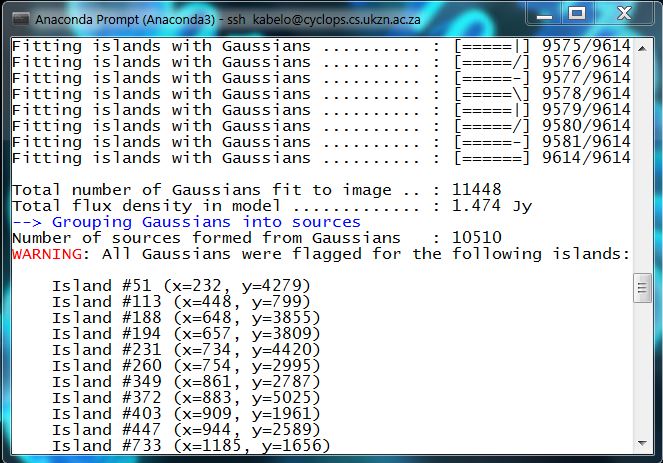 Anaconda Prompt (Anaconda3) - ssh kabelo@cyclops.cs.ukzn.ac.za
Fitting islands with Gaussians .......... : [=====|] 9575/9614
Fitting islands with Gaussians .......... : [=====/] 9576/9614
Fitting islands with Gaussians .......... : [=====-] 9577/9614
Fitting islands with Gaussians .......... : [=====\] 9578/9614
Fitting islands with Gaussians .......... : [=====|] 9579/9614
Fitting islands with Gaussians .......... : [=====/] 9580/9614
Fitting islands with Gaussians .......... : [=====-] 9581/9614
Fitting islands with Gaussians .......... : [======] 9614/9614
Total number of Gaussians fit to image .. : 11448
Total flux density in model ............. : 1.474 Jy
--> Grouping Gaussians into sources
Number of sources formed from Gaussians   : 10510
WARNING: All Gaussians were flagged for the following islands:
Island #51 (x=232, y=4279)
Island #113 (x=448, y=799)
Island #188 (x=648, y=3855)
Island #194 (x=657, y=3809)
Island #231 (x=734, y=4420)
Island #260 (x=754, y=2995)
Island #349 (x=861, y=2787)
Island #372 (x=883, y=5025)
Island #403 (x=909, y=1961)
Island #447 (x=944, y=2589)
Island #733 (x=1185, y=1656)